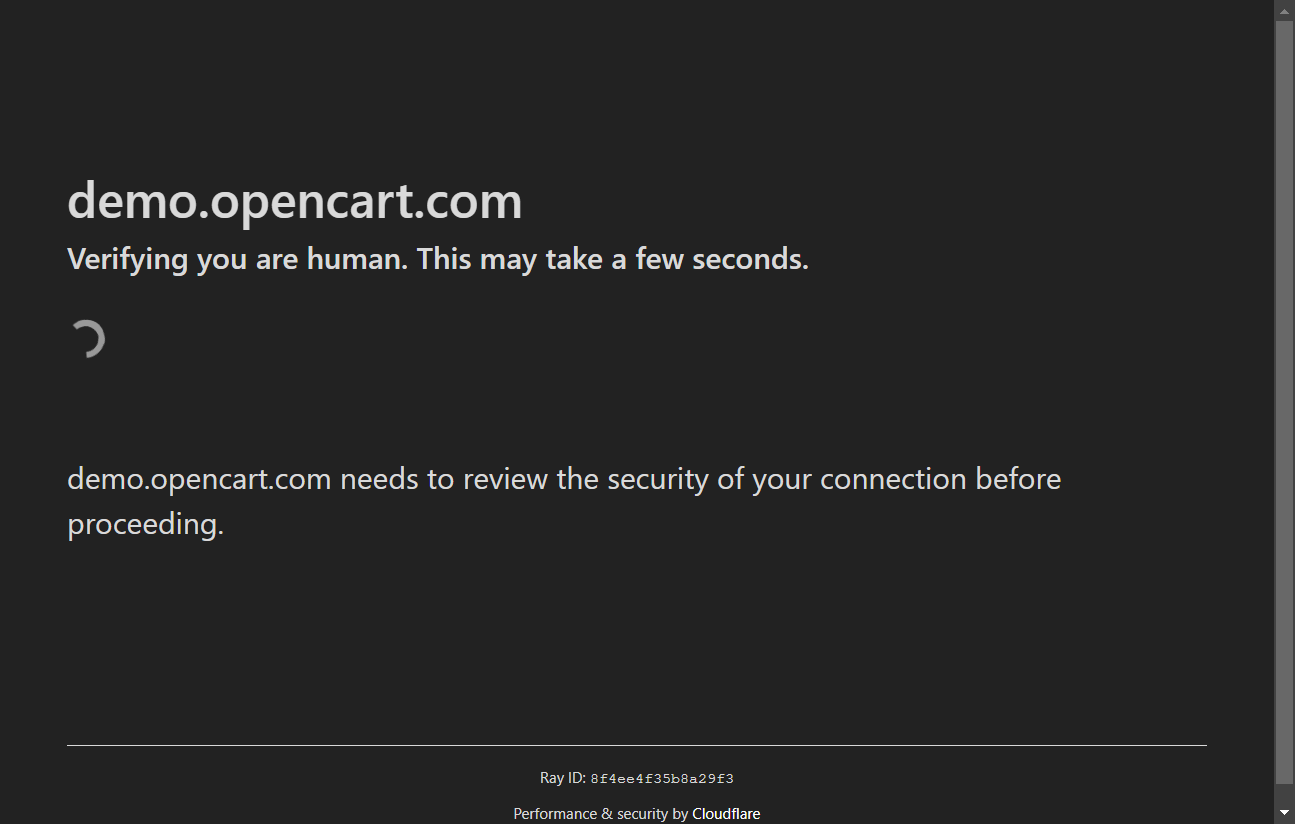 demo.opencart.com
Verifying you are human. This may take a few seconds.
demo.opencart.com needs to review the security of your connection before
proceeding.
Ray ID: 8f4ee4f35b8a29f3
Performance & security by Cloudflare